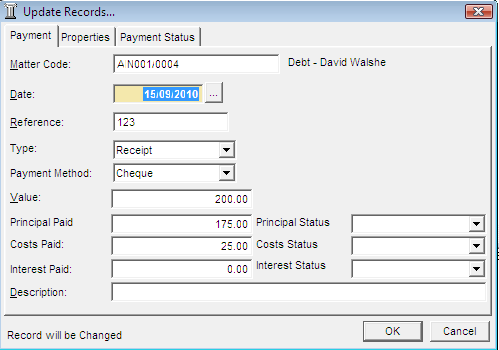 Update Records...
Payment Properties Payment Status
Matter Code: A N001/0004 Debt - David Walshe
Date: 15/09/2010 ...
Reference: 123
Type: Receipt
Payment Method: Cheque
Value: 200.00
Principal Paid 175.00 Principal Status
Costs Paid: 25.00 Costs Status
Interest Paid: 0.00 Interest Status
Description:
Record will be Changed OK Cancel